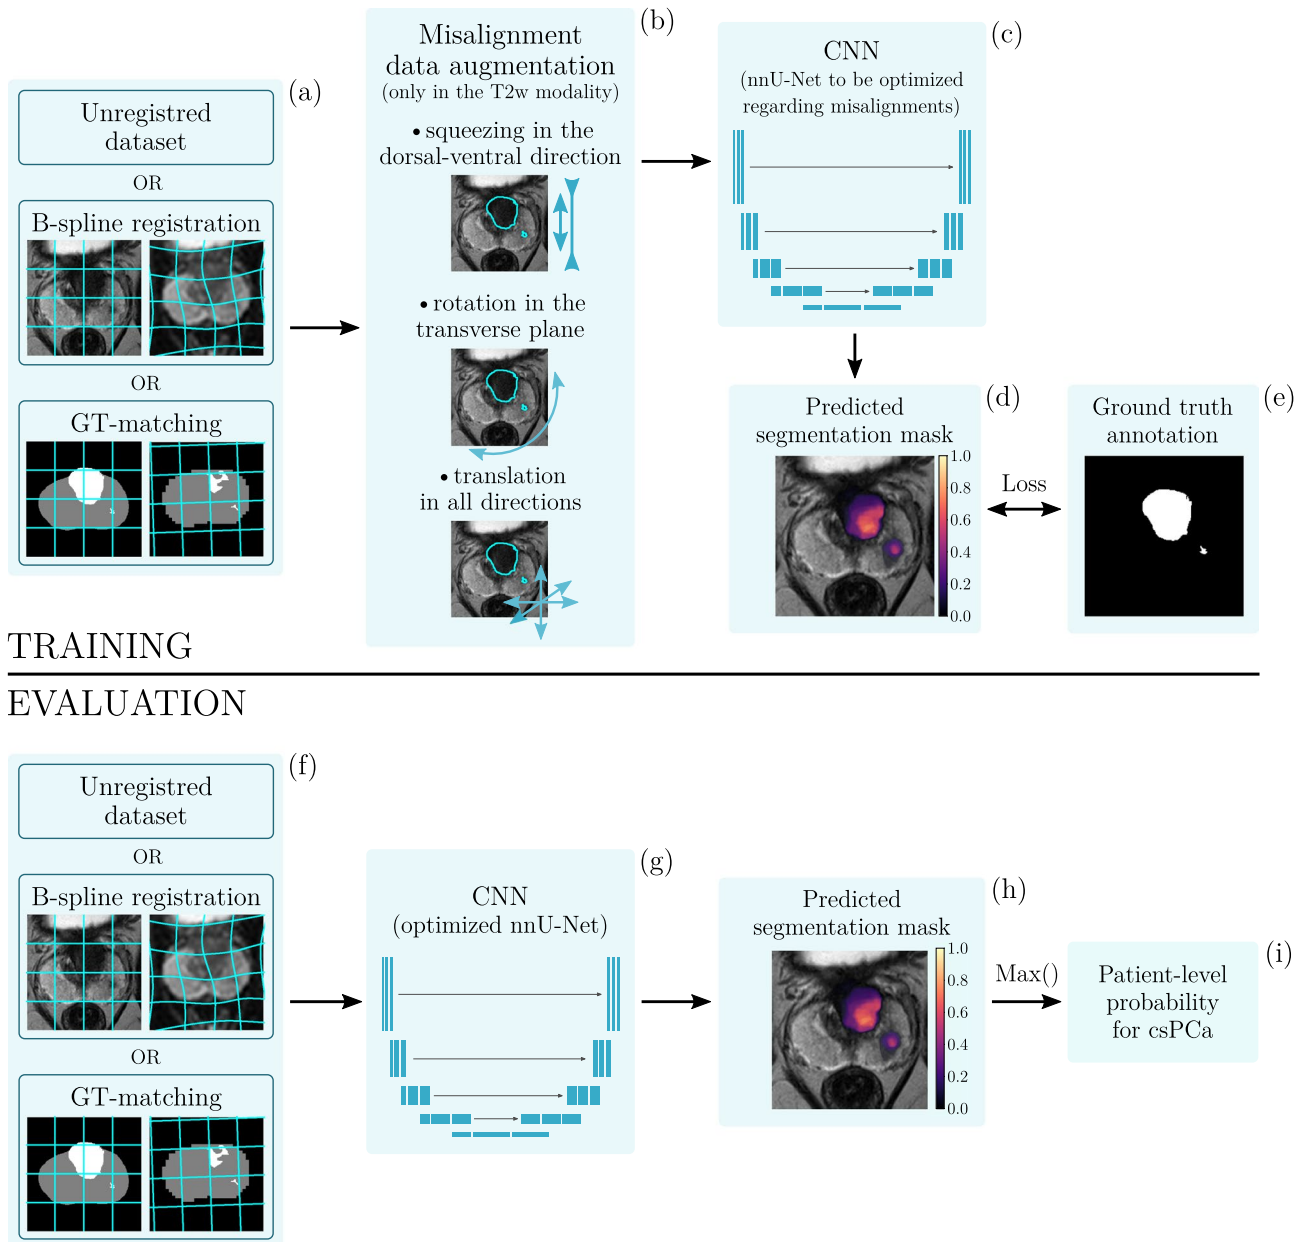 (a)
Unregistred
dataset
OR
B-spline registration
OR
GT-matching
(b)
Misalignment
data augmentation
(only in the T2w modality)
• squeezing in the
dorsal-ventral direction
• rotation in the
transverse plane
• translation
in all directions
(c)
CNN
(nnU-Net to be optimized
regarding misalignments)
(d)
Predicted
segmentation mask
1.0
0.8
0.6
0.4
0.2
0.0
Loss
(e)
Ground truth
annotation
TRAINING
EVALUATION
(f)
Unregistred
dataset
OR
B-spline registration
OR
GT-matching
(g)
CNN
(optimized nnU-Net)
(h)
Predicted
segmentation mask
1.0
0.8
0.6
0.4
0.2
0.0
Max()
(i)
Patient-level
probability
for csPCa